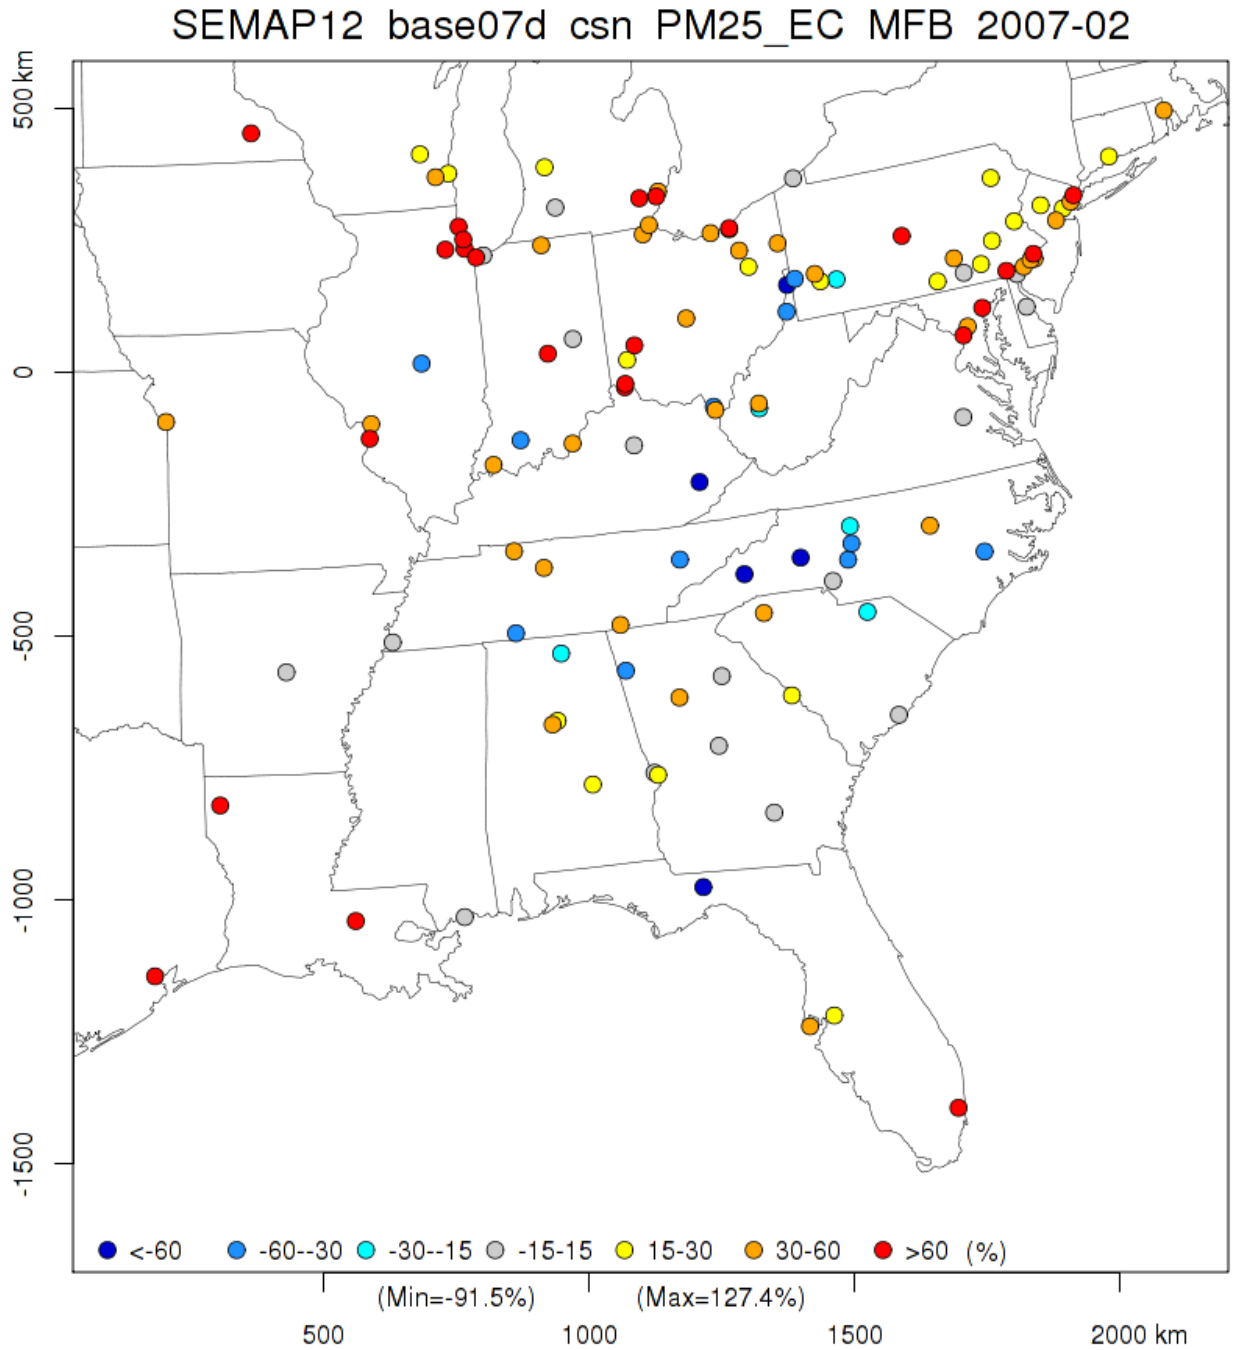 SEMAP12 base07d csn PM25_EC MFB 2007-02
500 km
0
-500
-1000
-1500
<-60 -60--30 -30--15 -15-15 15-30 30-60 >60 (%)
(Min=-91.5%) (Max=127.4%)
500 1000 1500 2000 km